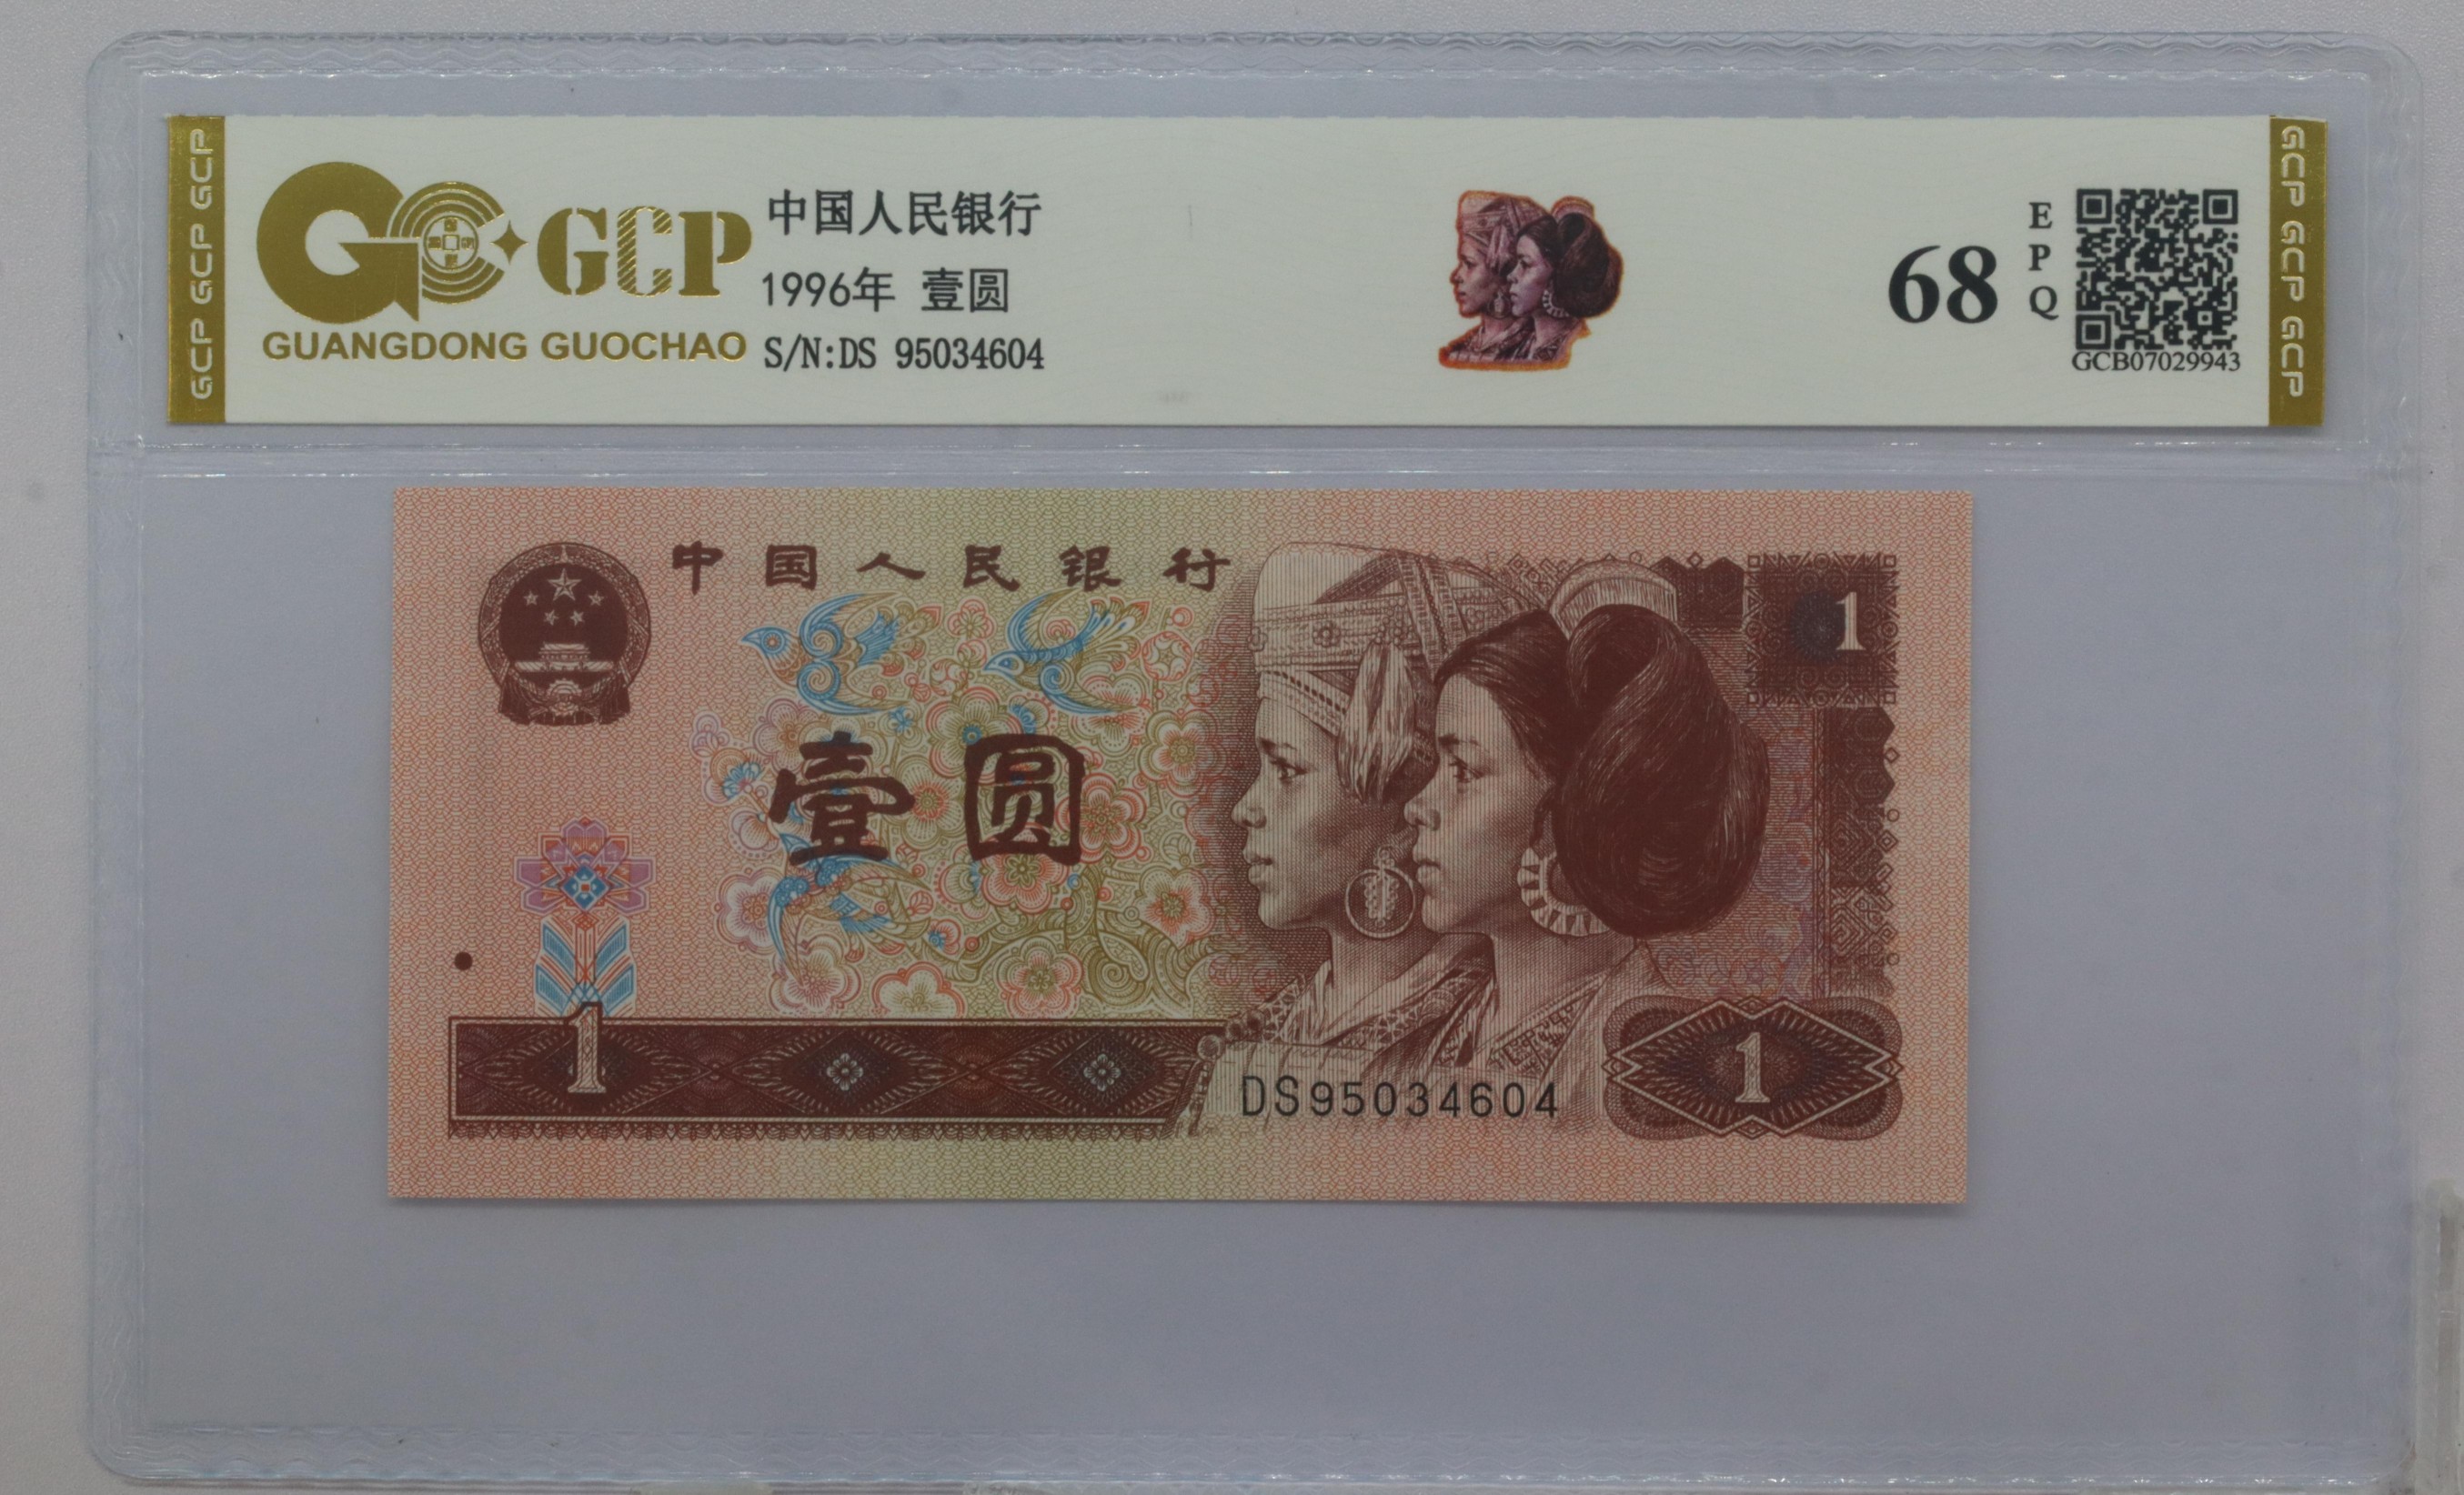 GCP GCP GCP
GCP
GUANGDONG GUOCHAO
中国人民银行
1996年 壹圆
S/N:DS 95034604
68
EPQ
GCB07029943
GCP GCP GCP
中国人民银行
1
壹圆
1
DS95034604
1